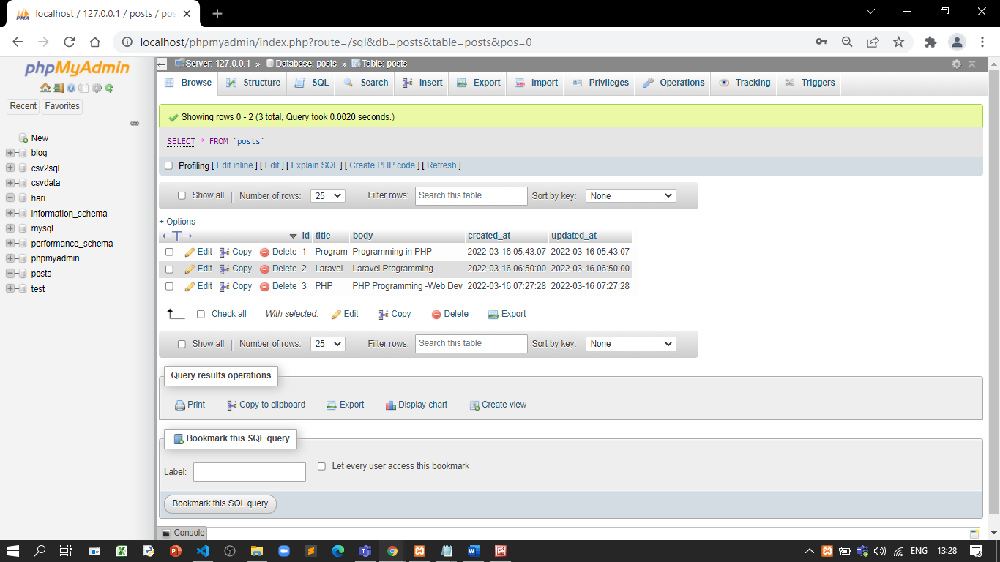 localhost / 127.0.0.1 / posts / pos
localhost/phpmyadmin/index.php?route=/sql&db=posts&table=posts&pos=0
phpMyAdmin
Recent Favorites
New
blog
csv2sql
csvdata
hari
information_schema
mysql
performance_schema
phpmyadmin
posts
test
Server: 127.0.0.1 » Database: posts » Table: posts
Browse Structure SQL Search Insert Export Import Privileges Operations Tracking Triggers
Showing rows 0 - 2 (3 total, Query took 0.0020 seconds.)
SELECT * FROM `posts`
Profiling [ Edit inline ] [ Edit ] [ Explain SQL ] [ Create PHP code ] [ Refresh ]
Show all | Number of rows: 25 Filter rows: Search this table Sort by key: None
+ Options
←T→ id title body created_at updated_at
Edit Copy Delete 1 Program Programming in PHP 2022-03-16 05:43:07 2022-03-16 05:43:07
Edit Copy Delete 2 Laravel Laravel Programming 2022-03-16 06:50:00 2022-03-16 06:50:00
Edit Copy Delete 3 PHP PHP Programming -Web Dev 2022-03-16 07:27:28 2022-03-16 07:27:28
Check all With selected: Edit Copy Delete Export
Show all | Number of rows: 25 Filter rows: Search this table Sort by key: None
Query results operations
Print Copy to clipboard Export Display chart Create view
Bookmark this SQL query
Label: Let every user access this bookmark
Bookmark this SQL query
Console
ENG 13:28